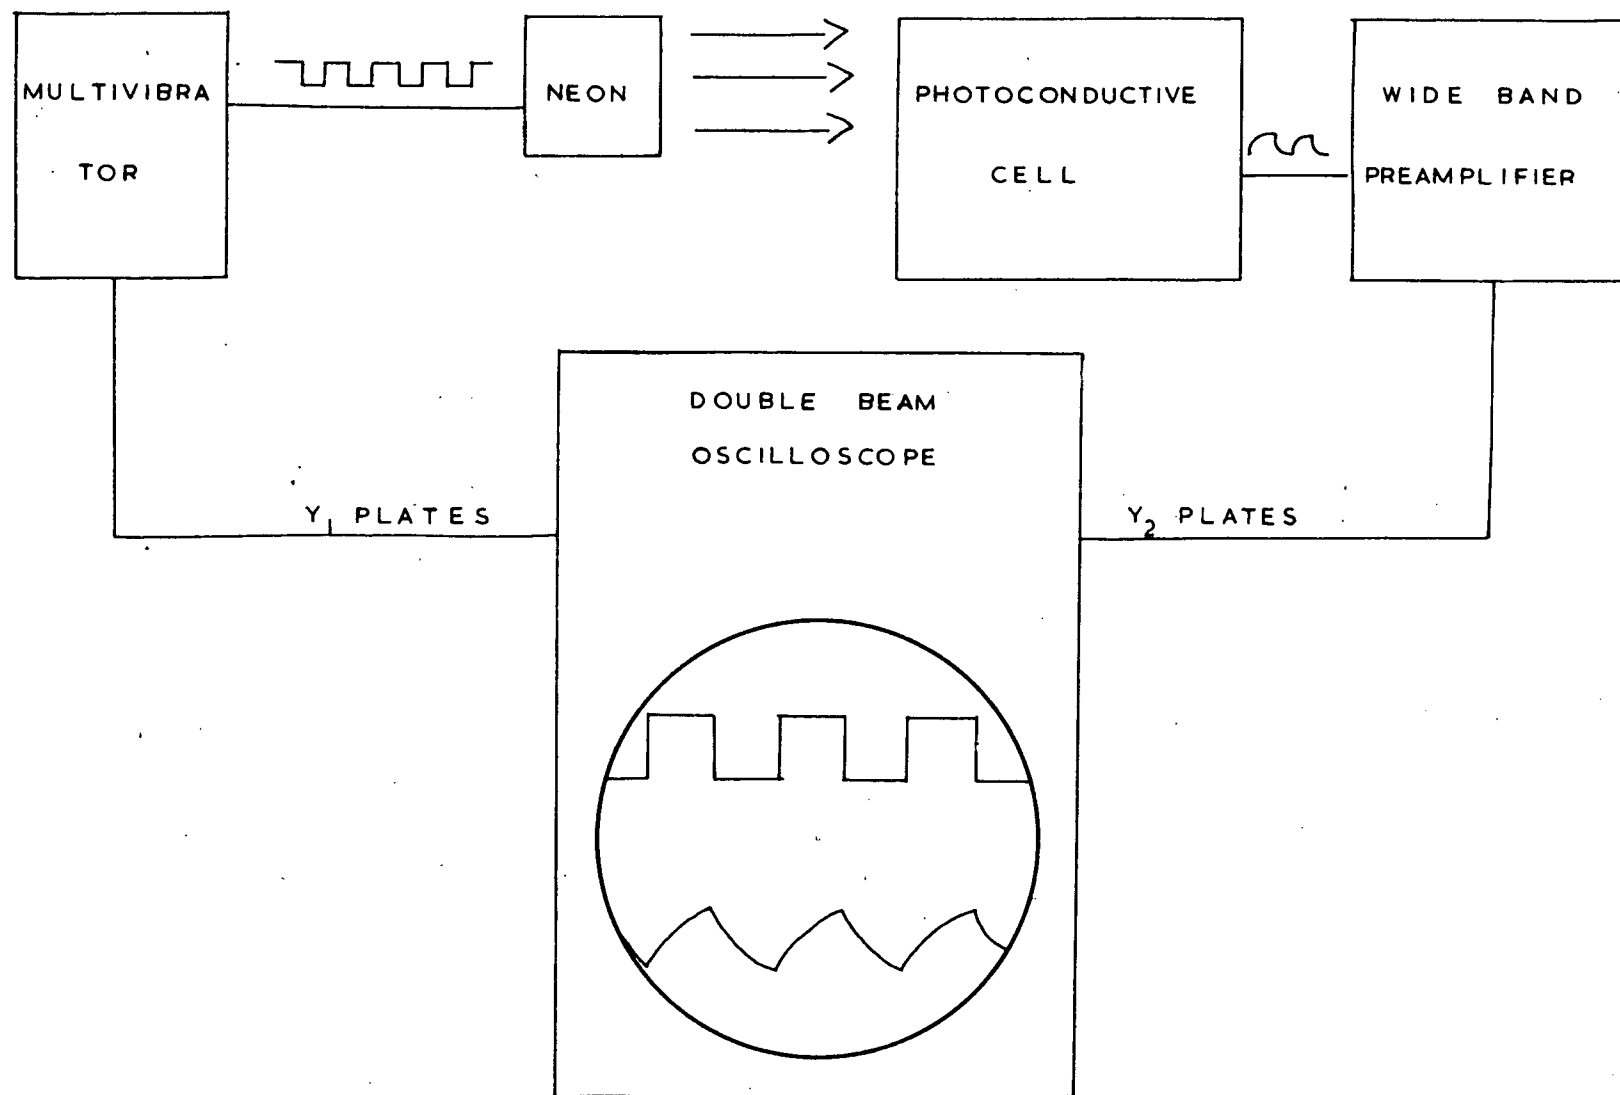 MULTIVIBRA
TOR
NEON
PHOTOCONDUCTIVE
CELL
WIDE BAND
PREAMPLIFIER
DOUBLE BEAM
OSCILLOSCOPE
Y1 PLATES
Y2 PLATES